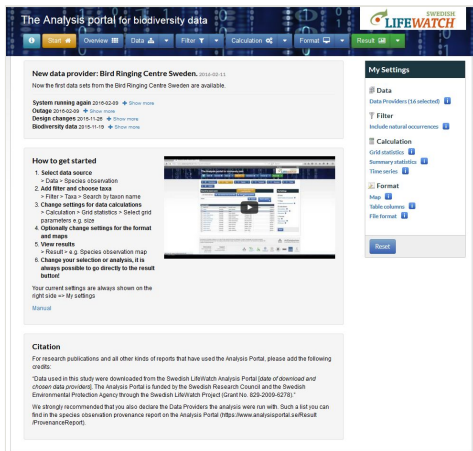 The Analysis portal for biodiversity data
SWEDISH
LIFEWATCH
Start Overview Data Filter Calculation Format Result
New data provider: Bird Ringing Centre Sweden. 2016-02-11
Now the first data sets from the Bird Ringing Centre Sweden are available.
System running again 2016-02-09 + Show more
Outage 2016-02-09 + Show more
Design changes 2015-11-26 + Show more
Biodiversity data 2015-11-19 + Show more
How to get started
1. Select data source
> Data > Species observation
2. Add filter and choose taxa
> Filter > Taxa > Search by taxon name
3. Change settings for data calculations
> Calculation > Grid statistics > Select grid
parameters e.g. size
4. Optionally change settings for the format
and maps
5. View results
> Result > e.g. Species observation map
6. Change your selection or analysis, it is
always possible to go directly to the result
button!
Your current settings are always shown on the
right side => My settings
Manual
Citation
For research publications and all other kinds of reports that have used the Analysis Portal, please add the following
credits:
"Data used in this study were downloaded from the Swedish LifeWatch Analysis Portal [date of download and
chosen data providers]. The Analysis Portal is funded by the Swedish Research Council and the Swedish
Environmental Protection Agency through the Swedish LifeWatch Project (Grant No. 829-2009-6278)."
We strongly recommended that you also declare the Data Providers the analysis were run with. Such a list you can
find in the species observation provenance report on the Analysis Portal (https://www.analysisportal.se/Result
/ProvenanceReport).
My Settings
Data
Data Providers (16 selected)
Filter
Include natural occurrences
Calculation
Grid statistics
Summary statistics
Time series
Format
Map
Table columns
File format
Reset